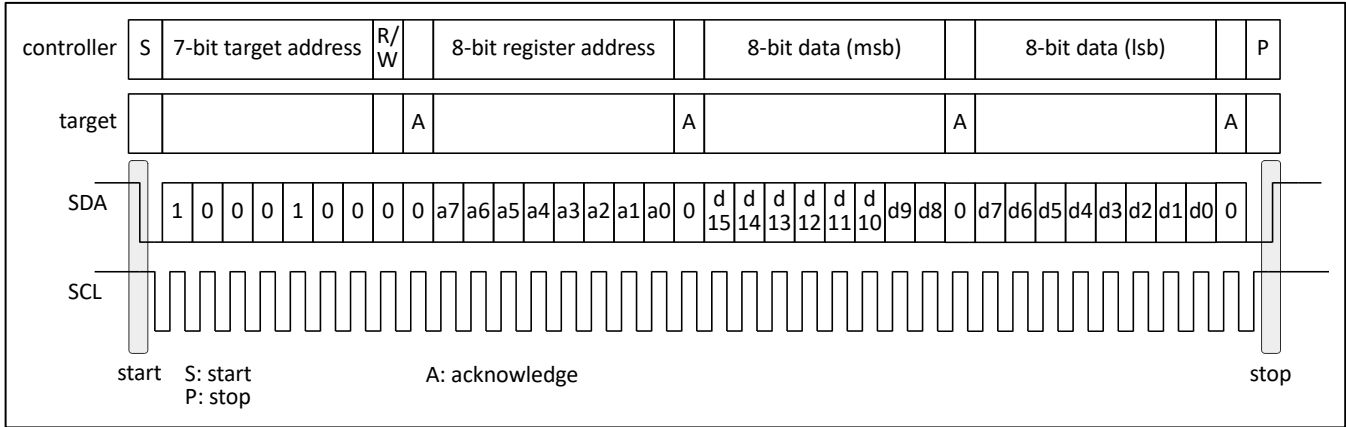 controller S 7-bit target address R/W 8-bit register address 8-bit data (msb) 8-bit data (lsb) P
target A A A A
SDA 1 0 0 0 1 0 0 0 0 a7 a6 a5 a4 a3 a2 a1 a0 0 d15 d14 d13 d12 d11 d10 d9 d8 0 d7 d6 d5 d4 d3 d2 d1 d0 0
SCL
start S: start A: acknowledge stop
P: stop